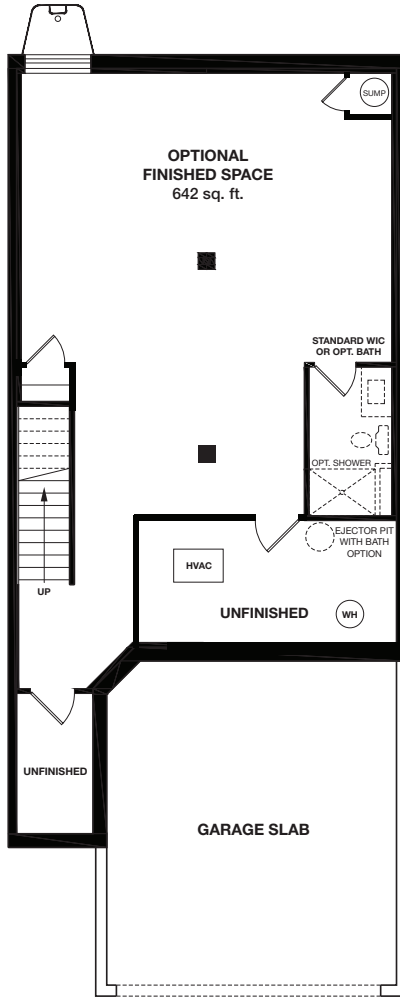 SUMP
OPTIONAL
FINISHED SPACE
642 sq. ft.
STANDARD WIC
OR OPT. BATH
OPT. SHOWER
EJECTOR PIT
WITH BATH
OPTION
HVAC
UP
UNFINISHED
WH
UNFINISHED
GARAGE SLAB